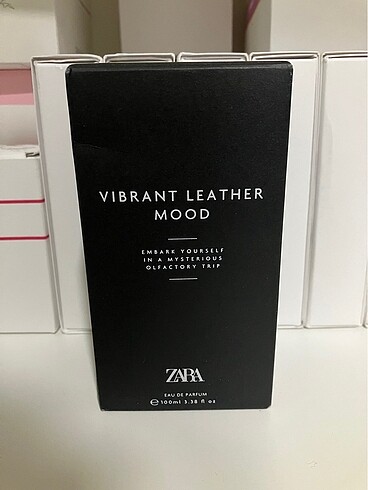 VIBRANT LEATHER
MOOD
EMBARK YOURSELF
IN A MYSTERIOUS
OLFACTORY TRIP
ZARA
EAU DE PARFUM
℮100ml 3.38 fl oz